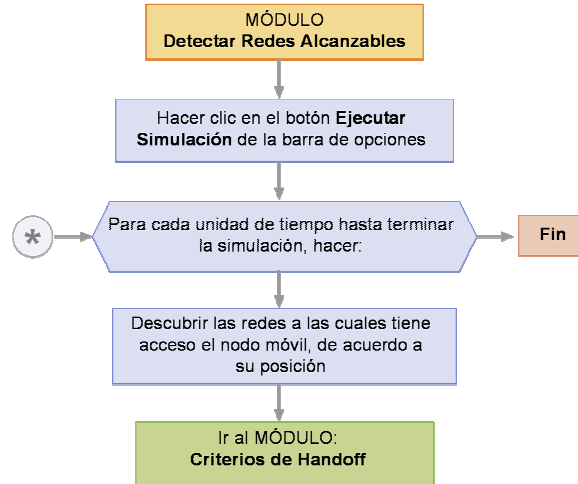 MÓDULO
Detectar Redes Alcanzables
Hacer clic en el botón Ejecutar
Simulación de la barra de opciones
Para cada unidad de tiempo hasta terminar
la simulación, hacer:
*
Fin
Descubrir las redes a las cuales tiene
acceso el nodo móvil, de acuerdo a
su posición
Ir al MÓDULO:
Criterios de Handoff